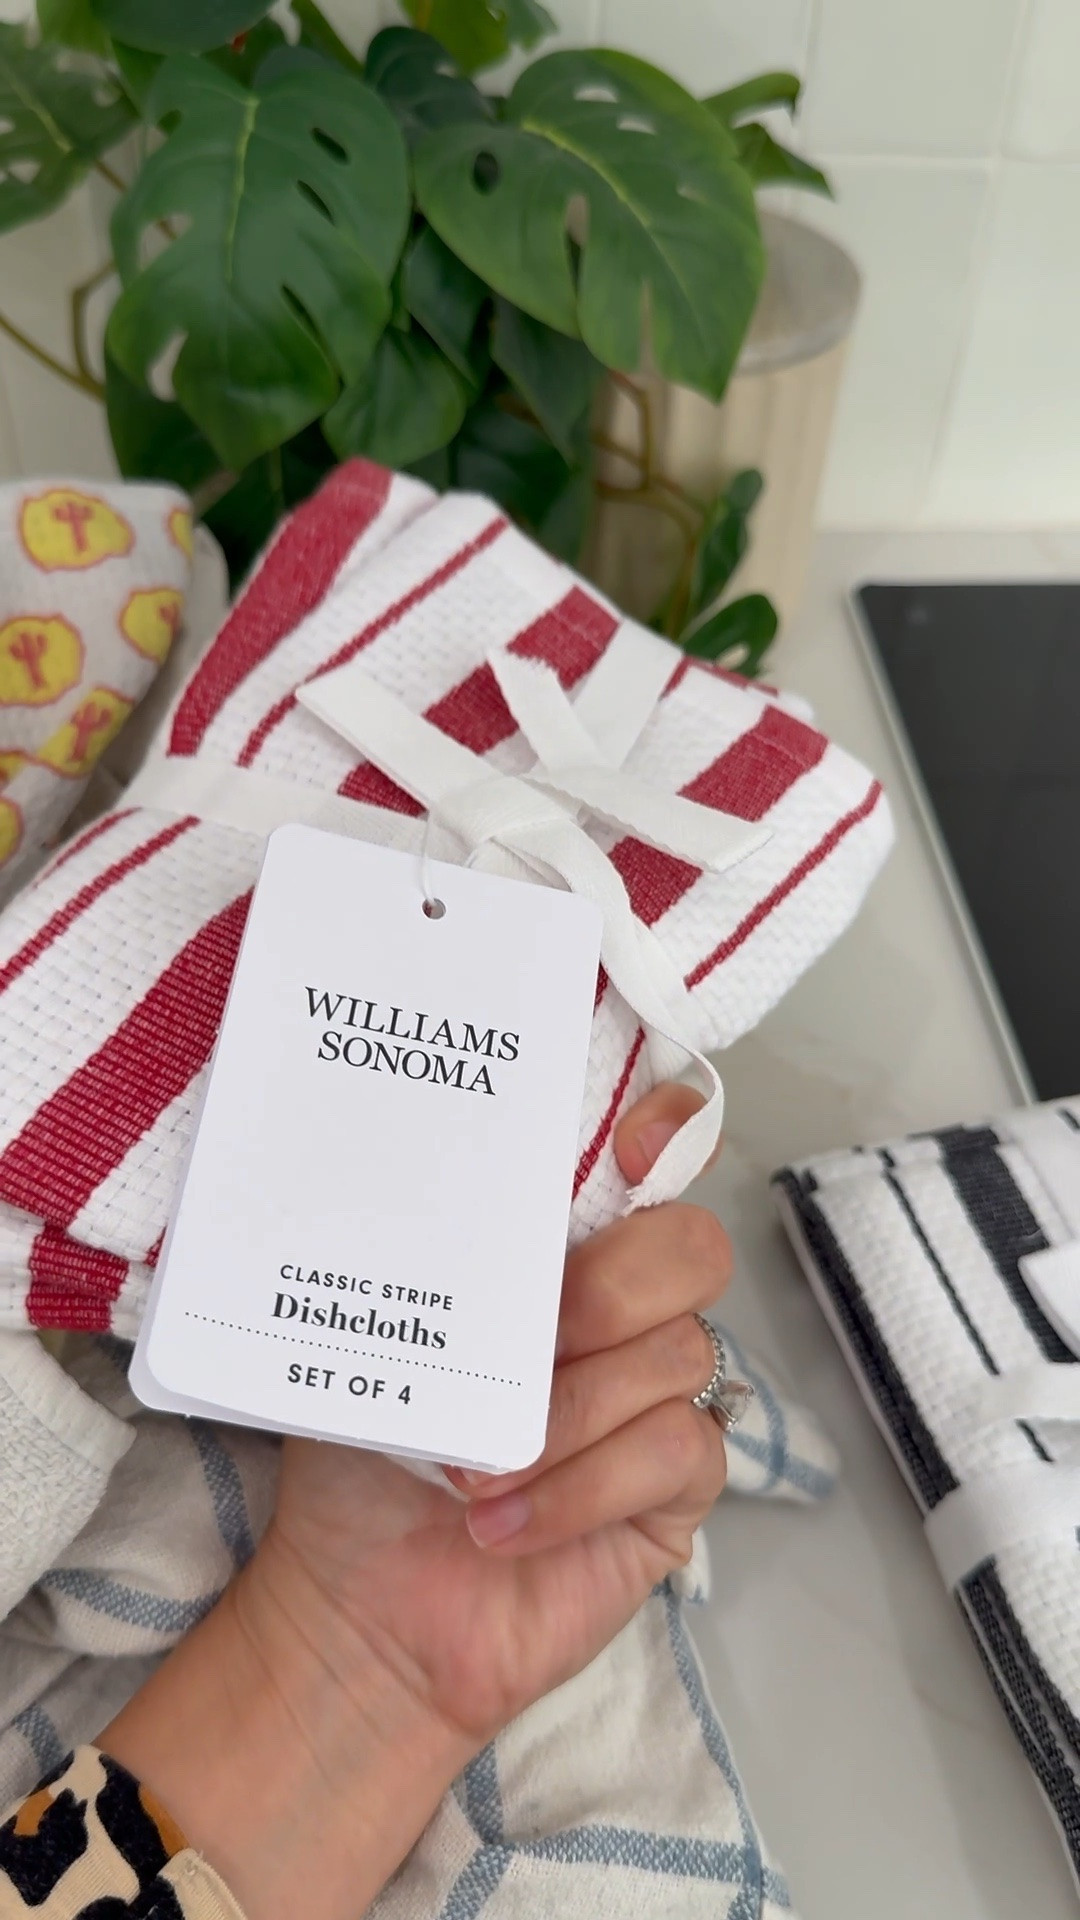 WILLIAMS
SONOMA
CLASSIC STRIPE
Dishcloths
SET OF 4